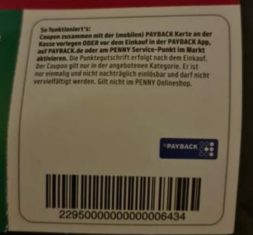 So funktioniert's:
Coupon zusammen mit der (mobilen) PAYBACK Karte an der
Kasse vorlegen ODER vor dem Einkauf in der PAYBACK App,
auf PAYBACK.de oder am PENNY Service-Punkt im Markt
aktivieren. Die Punktegutschrift erfolgt nach dem Einkauf.
Der Coupon gilt nur in der angebotenen Kategorie. Er ist
nur einmalig und nicht nachträglich einlösbar und darf nicht
vervielfältigt werden. Gilt nicht im PENNY Onlineshop.
PAYBACK
2295000000000006434